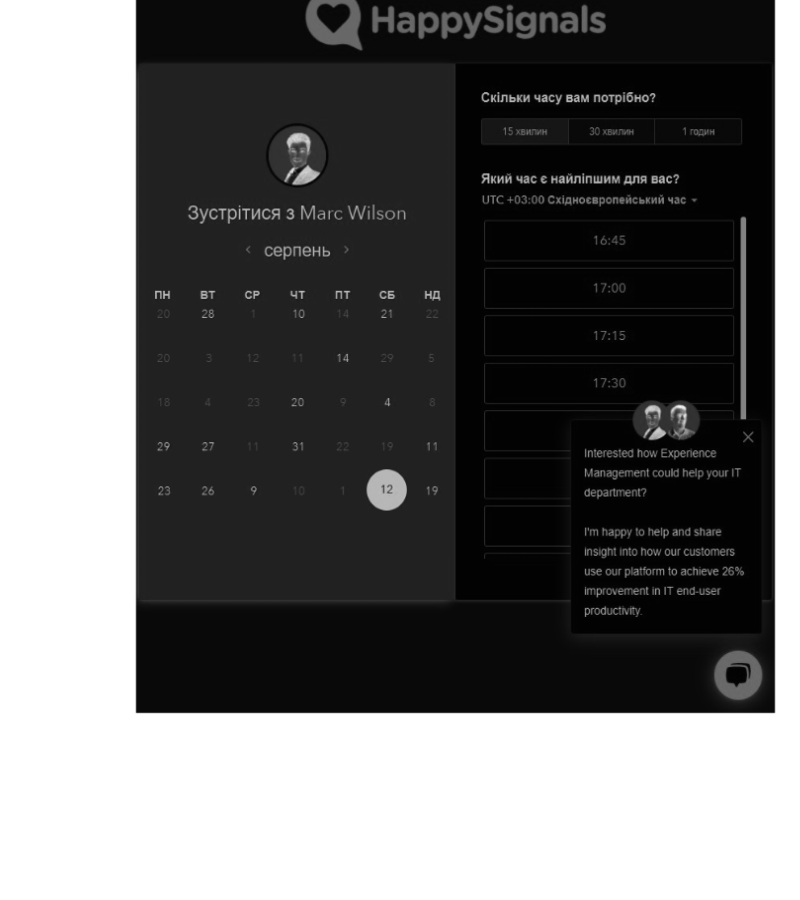 HappySignals
Зустрітися з Marc Wilson
серпень
ПН ВТ СР ЧТ ПТ СБ НД
20 28 1 10 14 21 22
20 3 12 11 14 29 5
18 4 23 20 9 4 8
29 27 11 31 22 19 11
23 26 9 10 1 12 19
Скільки часу вам потрібно?
15 хвилин 30 хвилин 1 годин
Який час є найліпшим для вас?
UTC +03:00 Східноєвропейський час
16:45
17:00
17:15
17:30
Interested how Experience
Management could help your IT
department?
I'm happy to help and share
insight into how our customers
use our platform to achieve 26%
improvement in IT end-user
productivity.